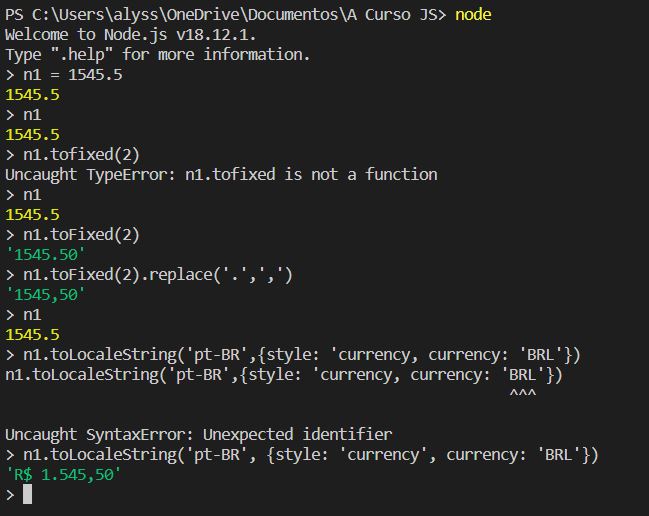 PS C:\Users\alyss\OneDrive\Documentos\A Curso JS> node
Welcome to Node.js v18.12.1.
Type ".help" for more information.
> n1 = 1545.5
1545.5
> n1
1545.5
> n1.tofixed(2)
Uncaught TypeError: n1.tofixed is not a function
> n1
1545.5
> n1.toFixed(2)
'1545.50'
> n1.toFixed(2).replace('.',',')
'1545,50'
> n1
1545.5
> n1.toLocaleString('pt-BR',{style: 'currency, currency: 'BRL'})
n1.toLocaleString('pt-BR',{style: 'currency, currency: 'BRL'})
^^^
Uncaught SyntaxError: Unexpected identifier
> n1.toLocaleString('pt-BR', {style: 'currency', currency: 'BRL'})
'R$ 1.545,50'
>